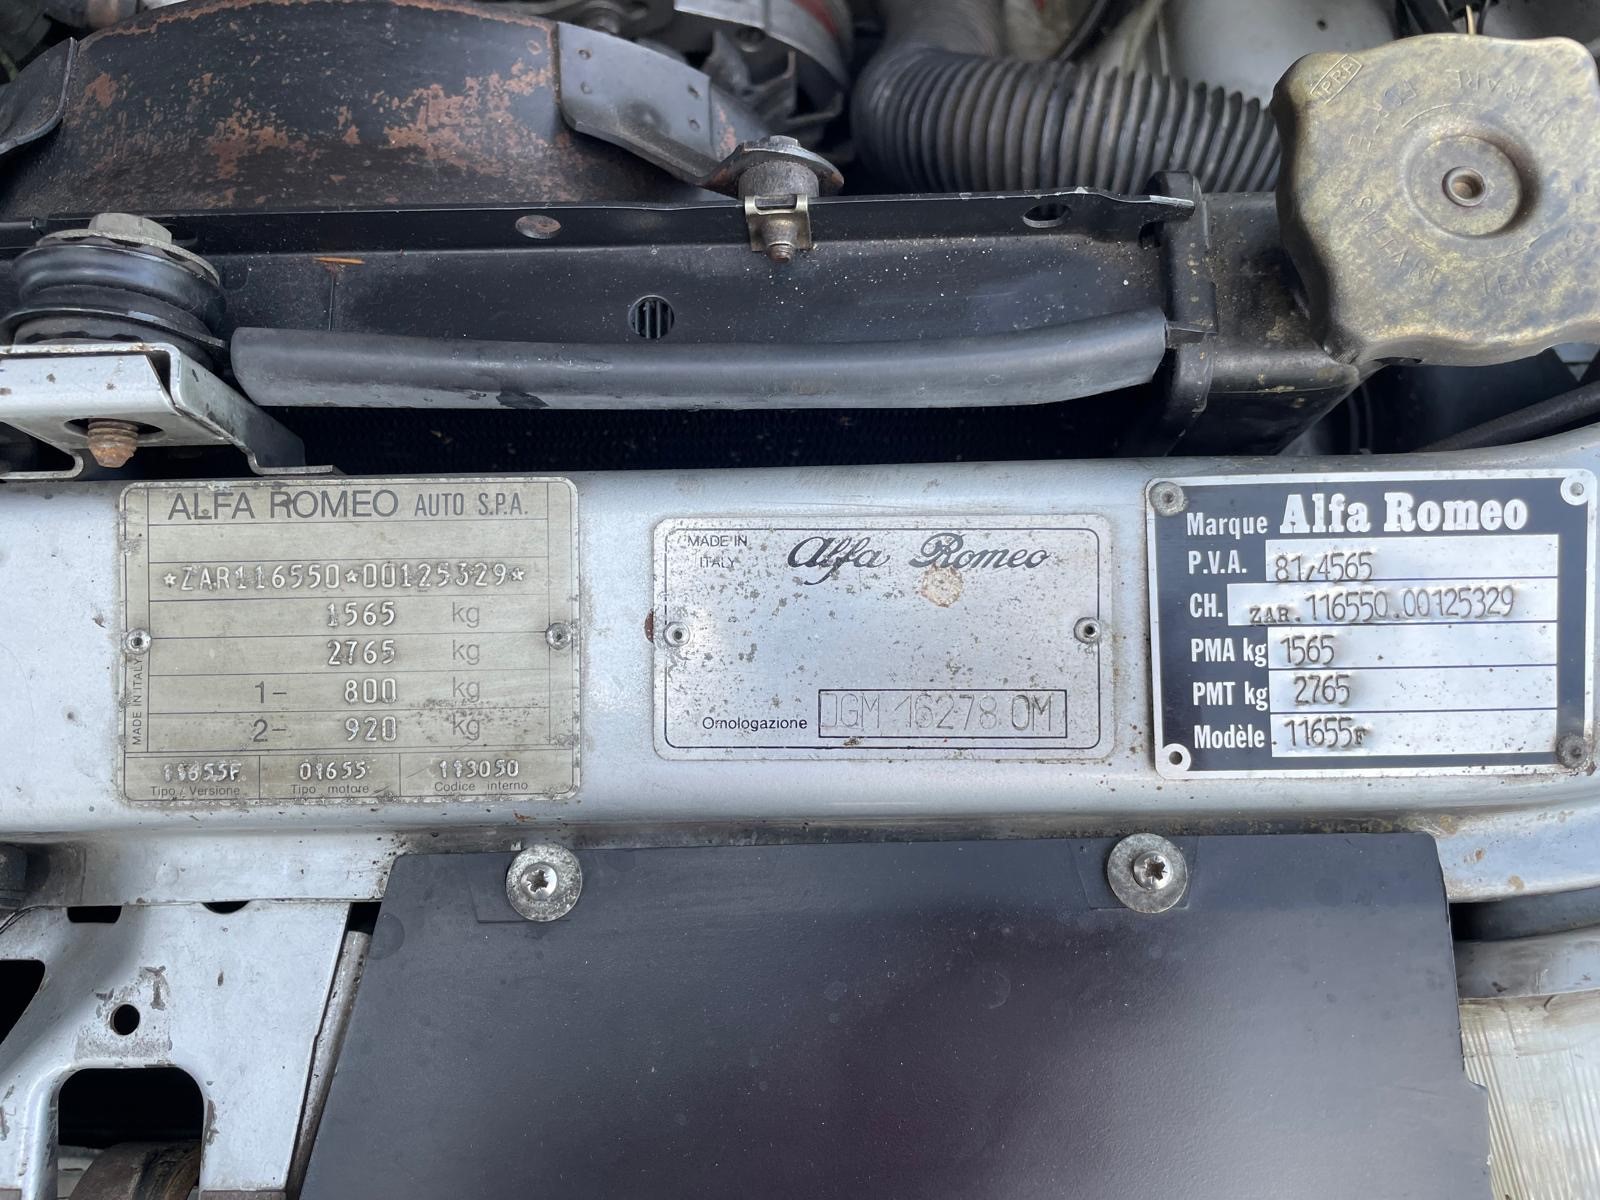 ALFA ROMEO AUTO S.P.A.
*ZAR116550*00125329*
1565 kg
2765 kg
1- 800 kg
2- 920 kg
MADE IN ITALY
11655F 01655 113050
Tipo / Versione Tipo motore Codice interno
MADE IN ITALY
Alfa Romeo
Omologazione DGM 16278 OM
Marque Alfa Romeo
P.V.A. 81,4565
CH. ZAR. 116550.00125329
PMA kg 1565
PMT kg 2765
Modèle 11655F